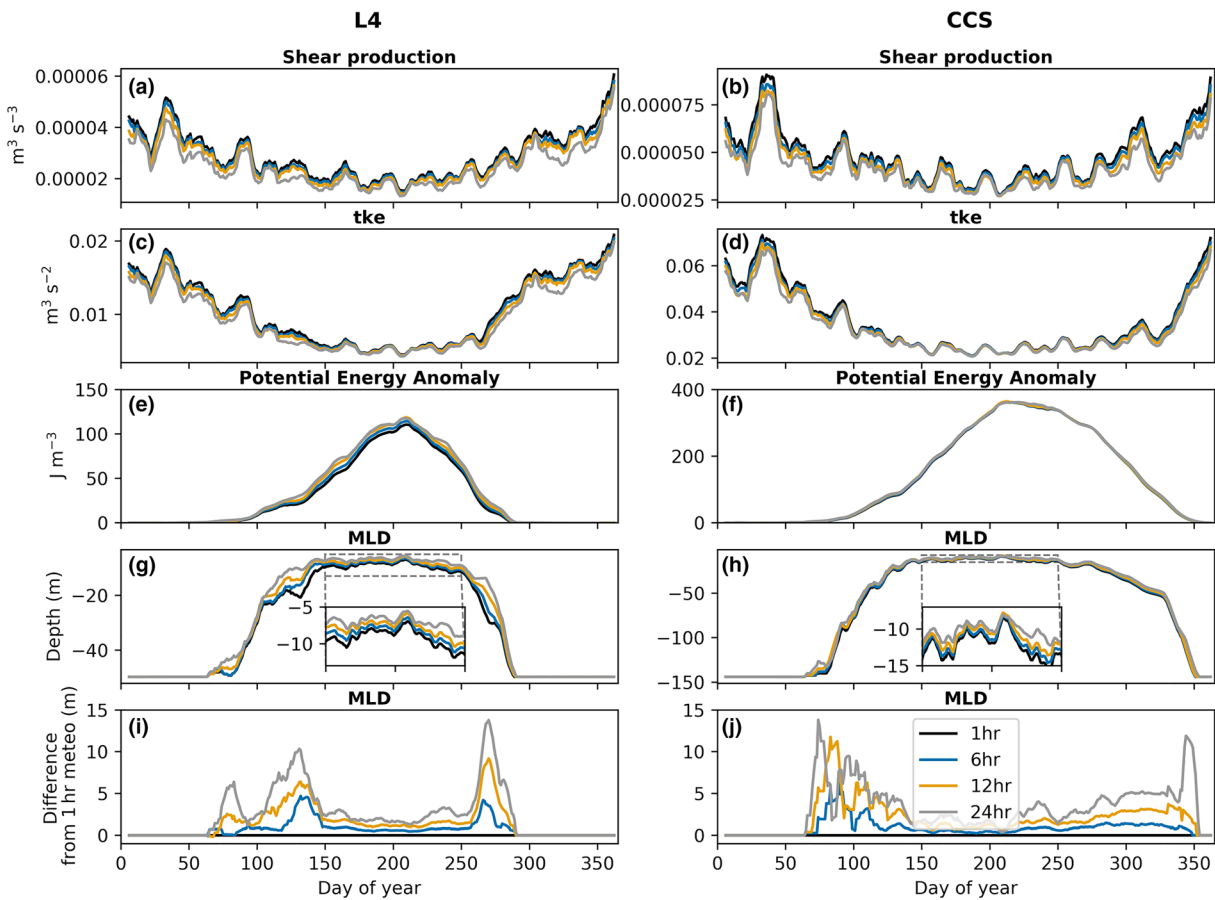 L4
CCS
Shear production
Shear production
(a)
(b)
0.00006
0.00004
0.00002
m³ s⁻³
0.000075
0.000050
0.000025
tke
tke
(c)
(d)
0.02
0.01
m³ s⁻²
0.06
0.04
0.02
Potential Energy Anomaly
Potential Energy Anomaly
(e)
(f)
150
100
50
0
J m⁻³
400
200
0
MLD
MLD
(g)
(h)
−20
−40
Depth (m)
−5
−10
−50
−100
−150
−10
−15
MLD
MLD
(i)
(j)
15
10
5
0
Difference
from 1 hr meteo (m)
15
10
5
0
1hr
6hr
12hr
24hr
0 50 100 150 200 250 300 350
0 50 100 150 200 250 300 350
Day of year
Day of year